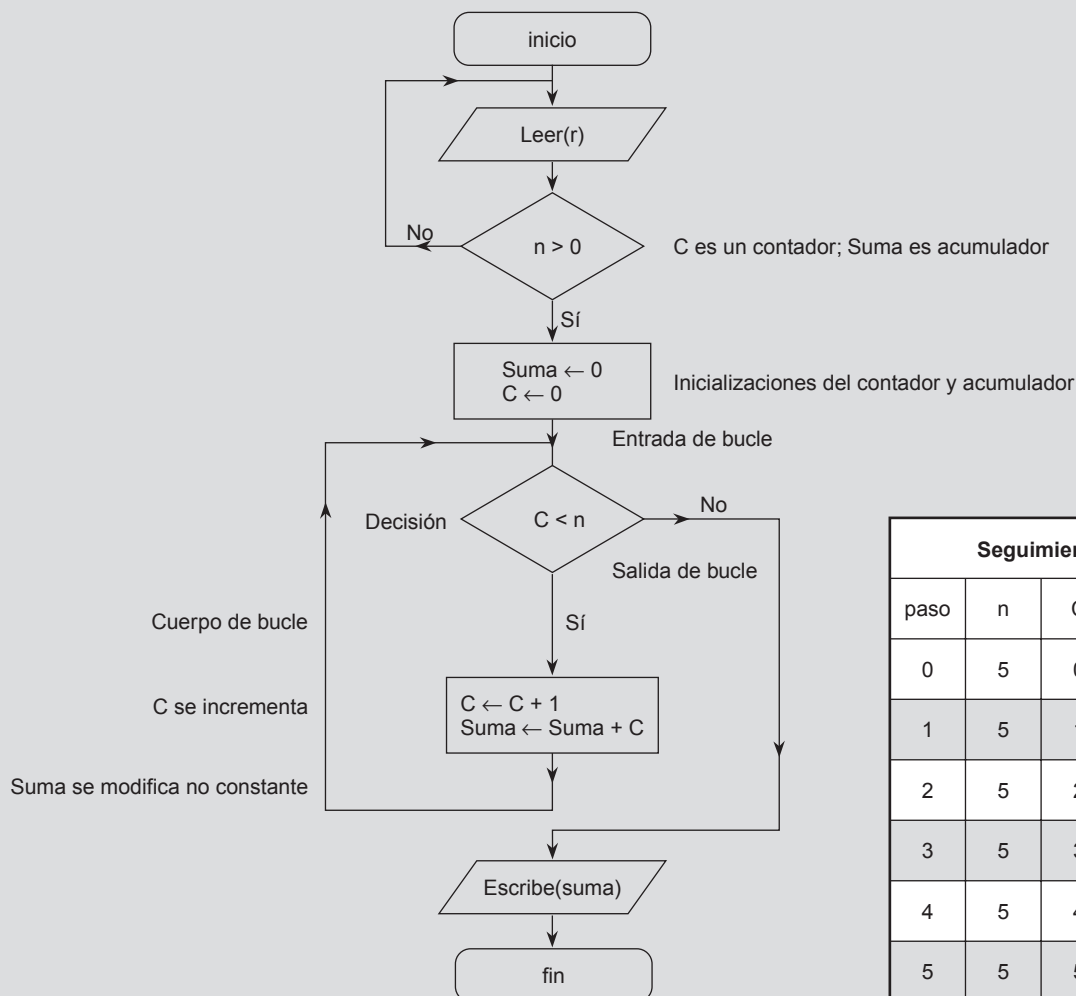 inicio
Leer(r)
No
n > 0
C es un contador; Suma es acumulador
Sí
Suma ← 0
C ← 0
Inicializaciones del contador y acumulador
Entrada de bucle
Decisión
C < n
No
Salida de bucle
Cuerpo de bucle
Sí
C se incrementa
C ← C + 1
Suma ← Suma + C
Suma se modifica no constante
Escribe(suma)
fin
paso n
0 5
1 5
2 5
3 5
4 5
5 5